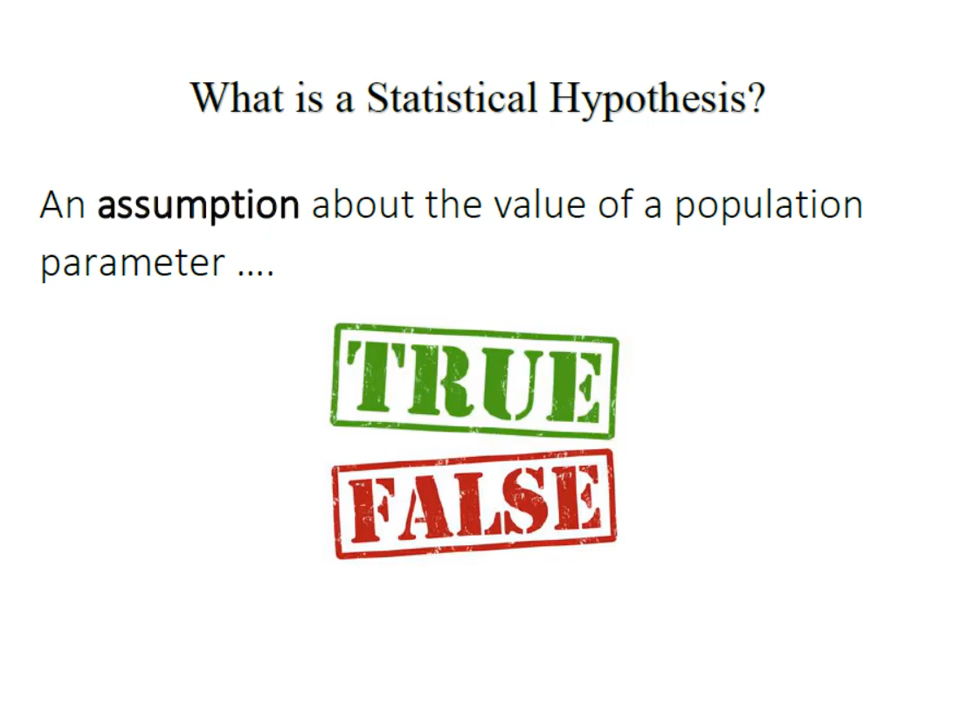 What is a Statistical Hypothesis?
An assumption about the value of a population
parameter ....
TRUE
FALSE